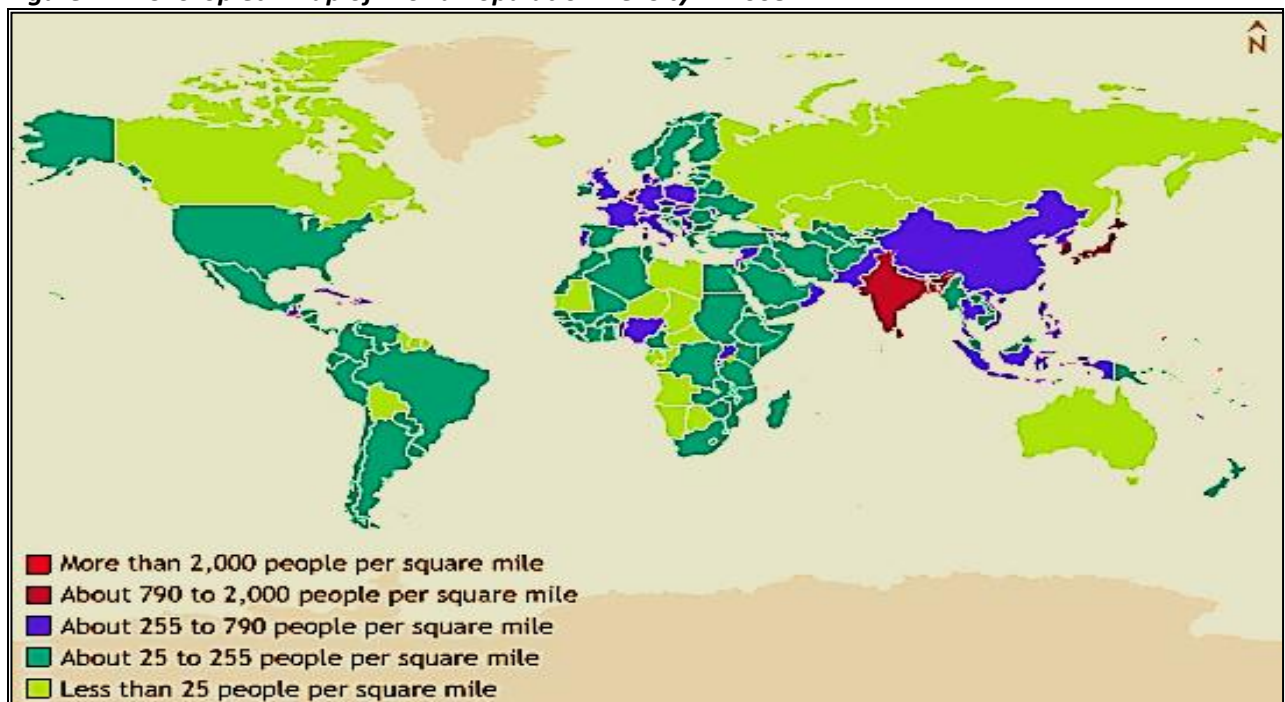 N
More than 2,000 people per square mile
About 790 to 2,000 people per square mile
About 255 to 790 people per square mile
About 25 to 255 people per square mile
Less than 25 people per square mile